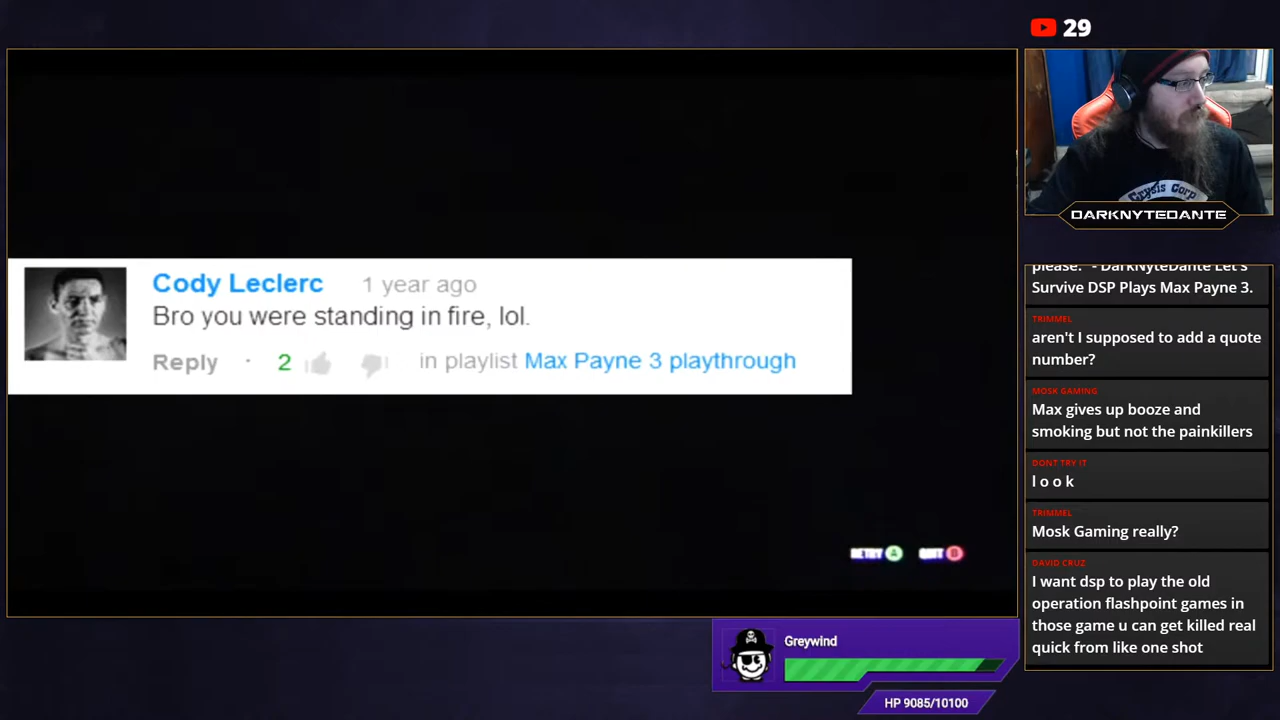 29
Crysis Corp
DARKNYTEDANTE
Cody Leclerc 1 year ago
Bro you were standing in fire, lol.
Reply · 2 in playlist Max Payne 3 playthrough
RETRY A QUIT B
please." - DarkNyteDante Let's
Survive DSP Plays Max Payne 3.
TRIMMEL
aren't I supposed to add a quote
number?
MOSK GAMING
Max gives up booze and
smoking but not the painkillers
DONT TRY IT
l o o k
TRIMMEL
Mosk Gaming really?
DAVID CRUZ
I want dsp to play the old
operation flashpoint games in
those game u can get killed real
quick from like one shot
Greywind
HP 9085/10100